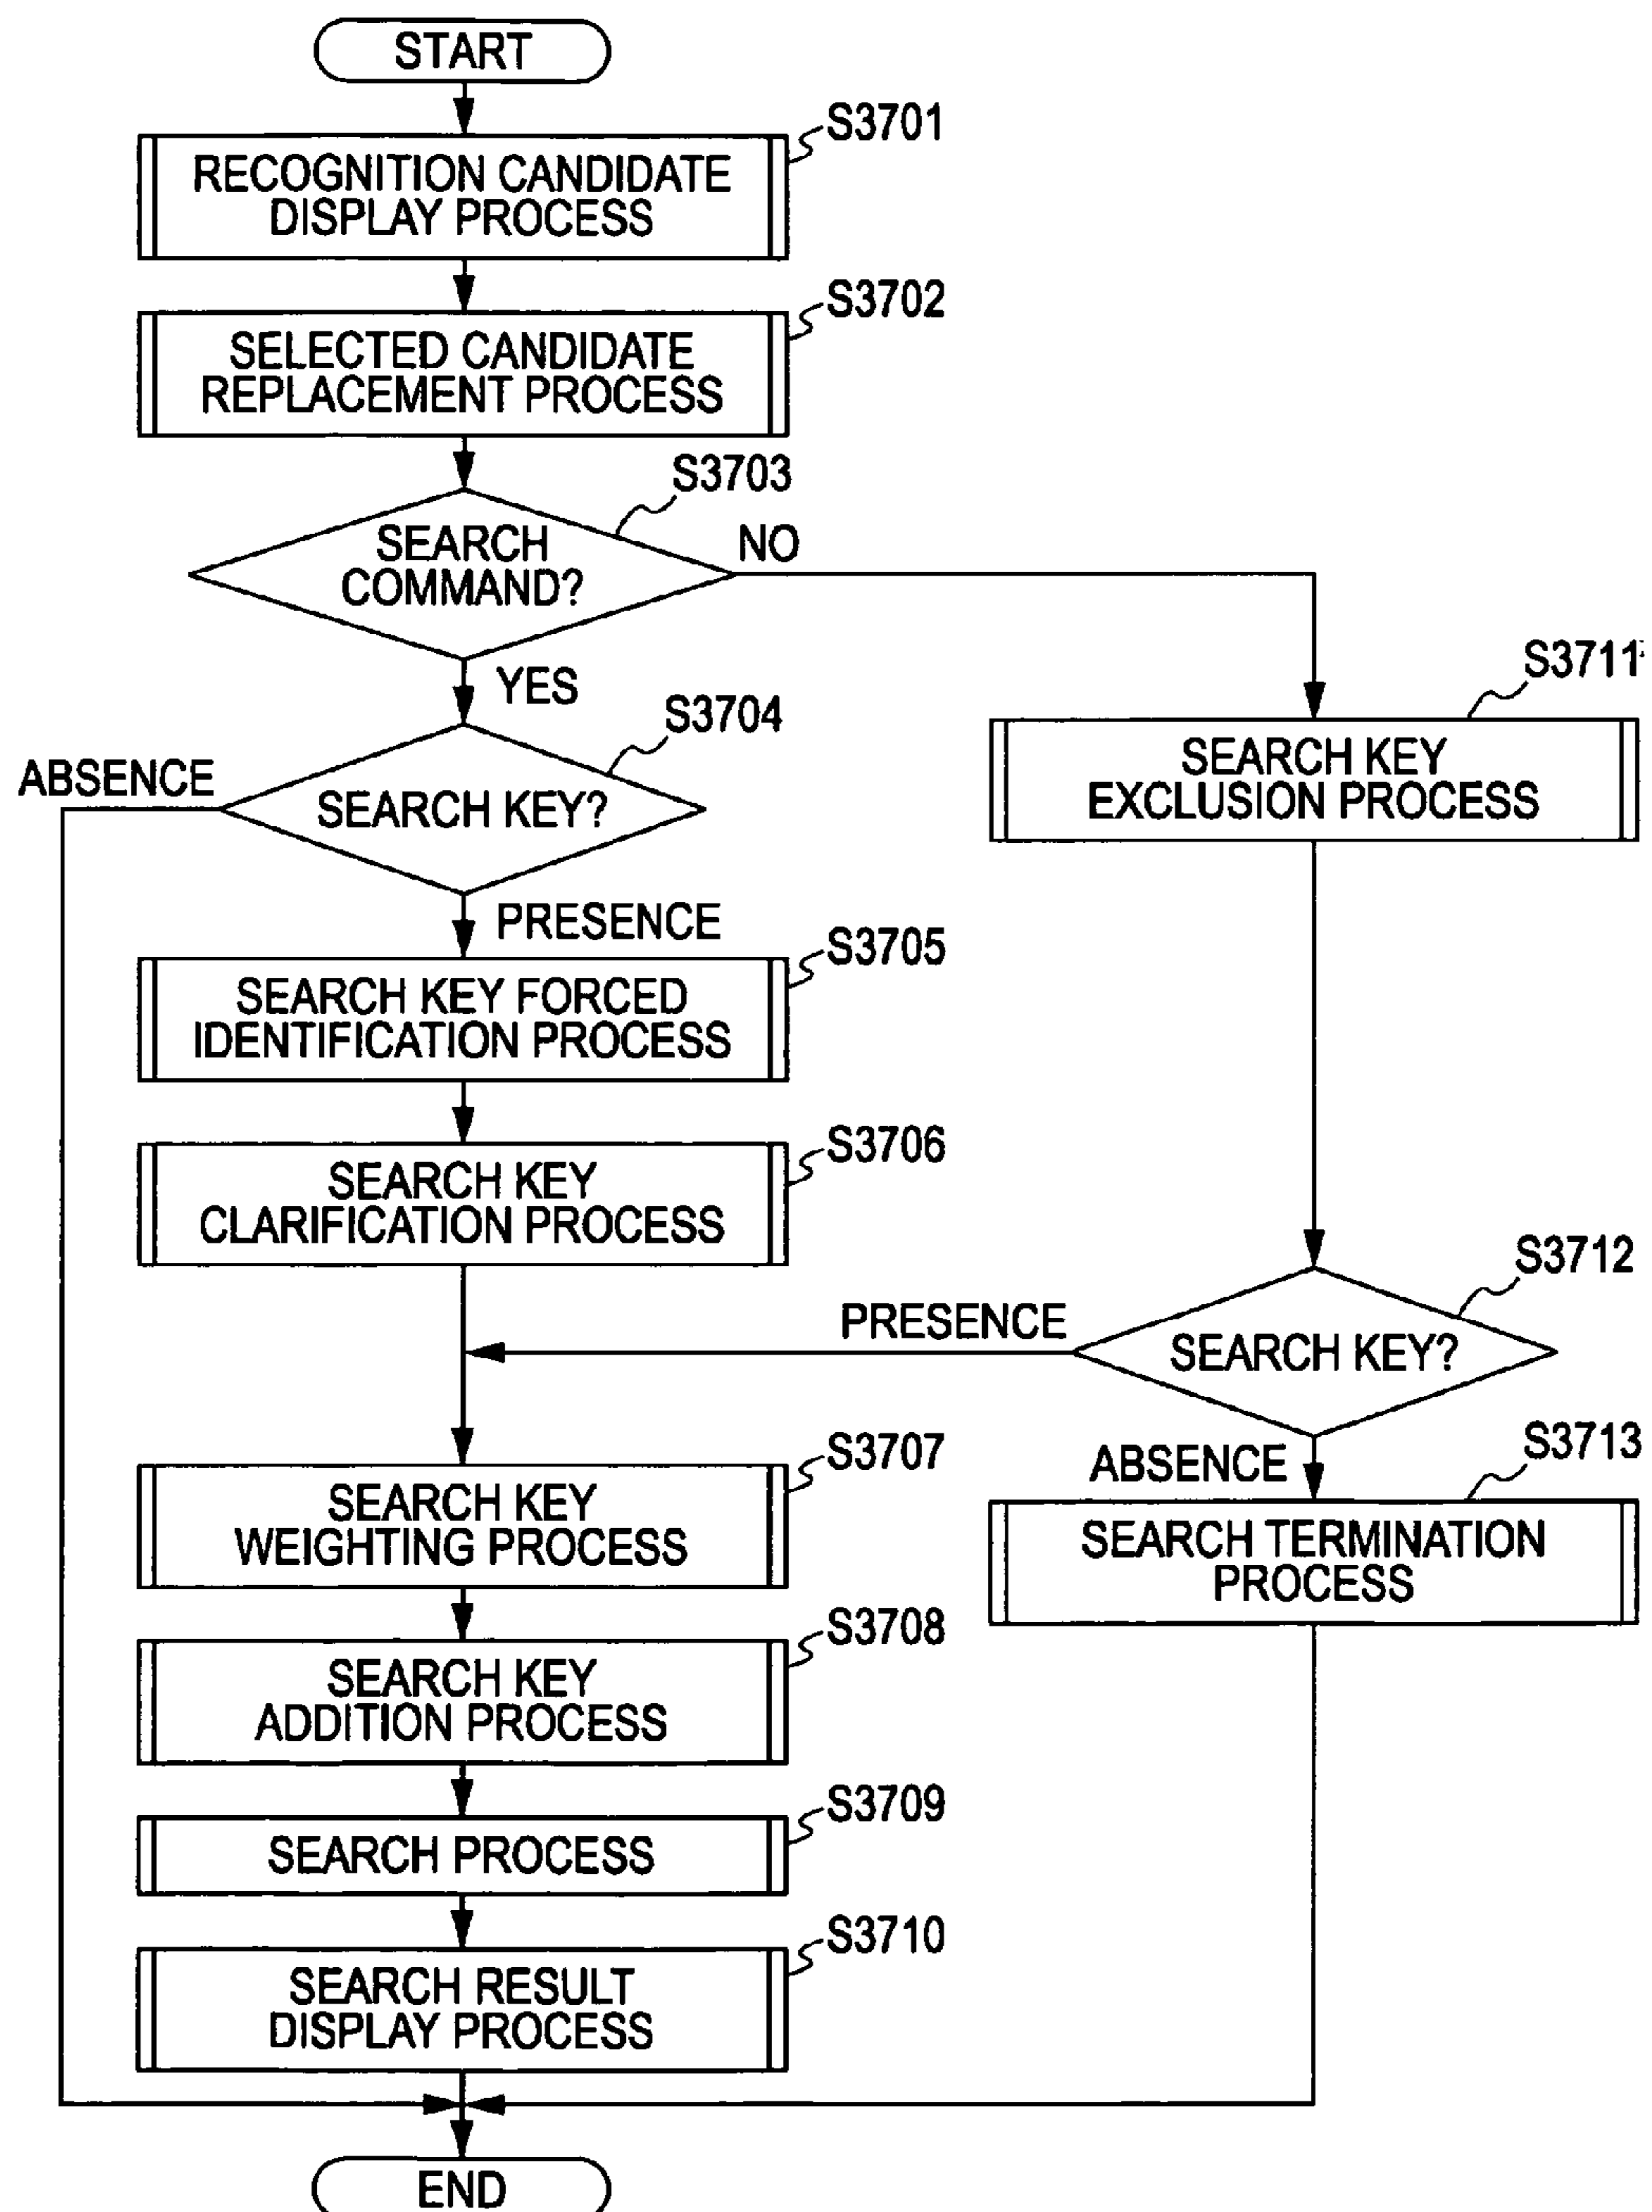 START
S3701
RECOGNITION CANDIDATE
DISPLAY PROCESS
S3702
SELECTED CANDIDATE
REPLACEMENT PROCESS
S3703
SEARCH
COMMAND?
NO
YES
S3704
ABSENCE
SEARCH KEY?
PRESENCE
S3711
SEARCH KEY
EXCLUSION PROCESS
S3705
SEARCH KEY FORCED
IDENTIFICATION PROCESS
S3706
SEARCH KEY
CLARIFICATION PROCESS
S3712
PRESENCE
SEARCH KEY?
ABSENCE
S3713
SEARCH TERMINATION
PROCESS
S3707
SEARCH KEY
WEIGHTING PROCESS
S3708
SEARCH KEY
ADDITION PROCESS
S3709
SEARCH PROCESS
S3710
SEARCH RESULT
DISPLAY PROCESS
END